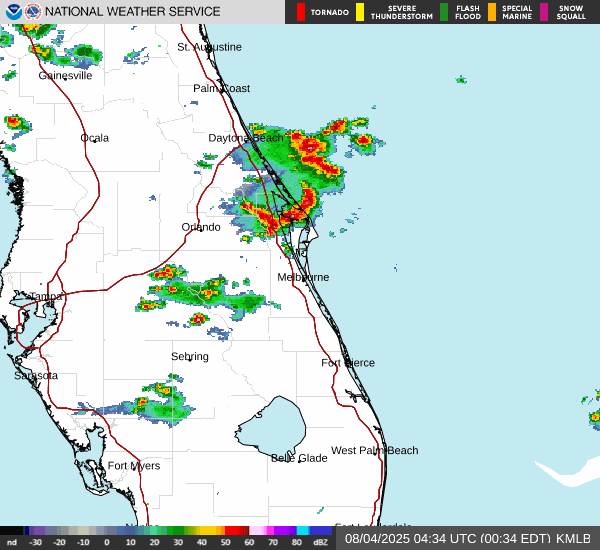 NATIONAL WEATHER SERVICE
TORNADO
SEVERE THUNDERSTORM
FLASH FLOOD
SPECIAL MARINE
SNOW SQUALL
St. Augustine
Gainesville
Palm Coast
Ocala
Daytona Beach
Orlando
Melbourne
Tampa
Sebring
Fort Pierce
Sarasota
West Palm Beach
Belle Glade
Fort Myers
nd -30 -20 -10 0 10 20 30 40 50 60 70 80 dBZ
08/04/2025 04:34 UTC (00:34 EDT) KMLB